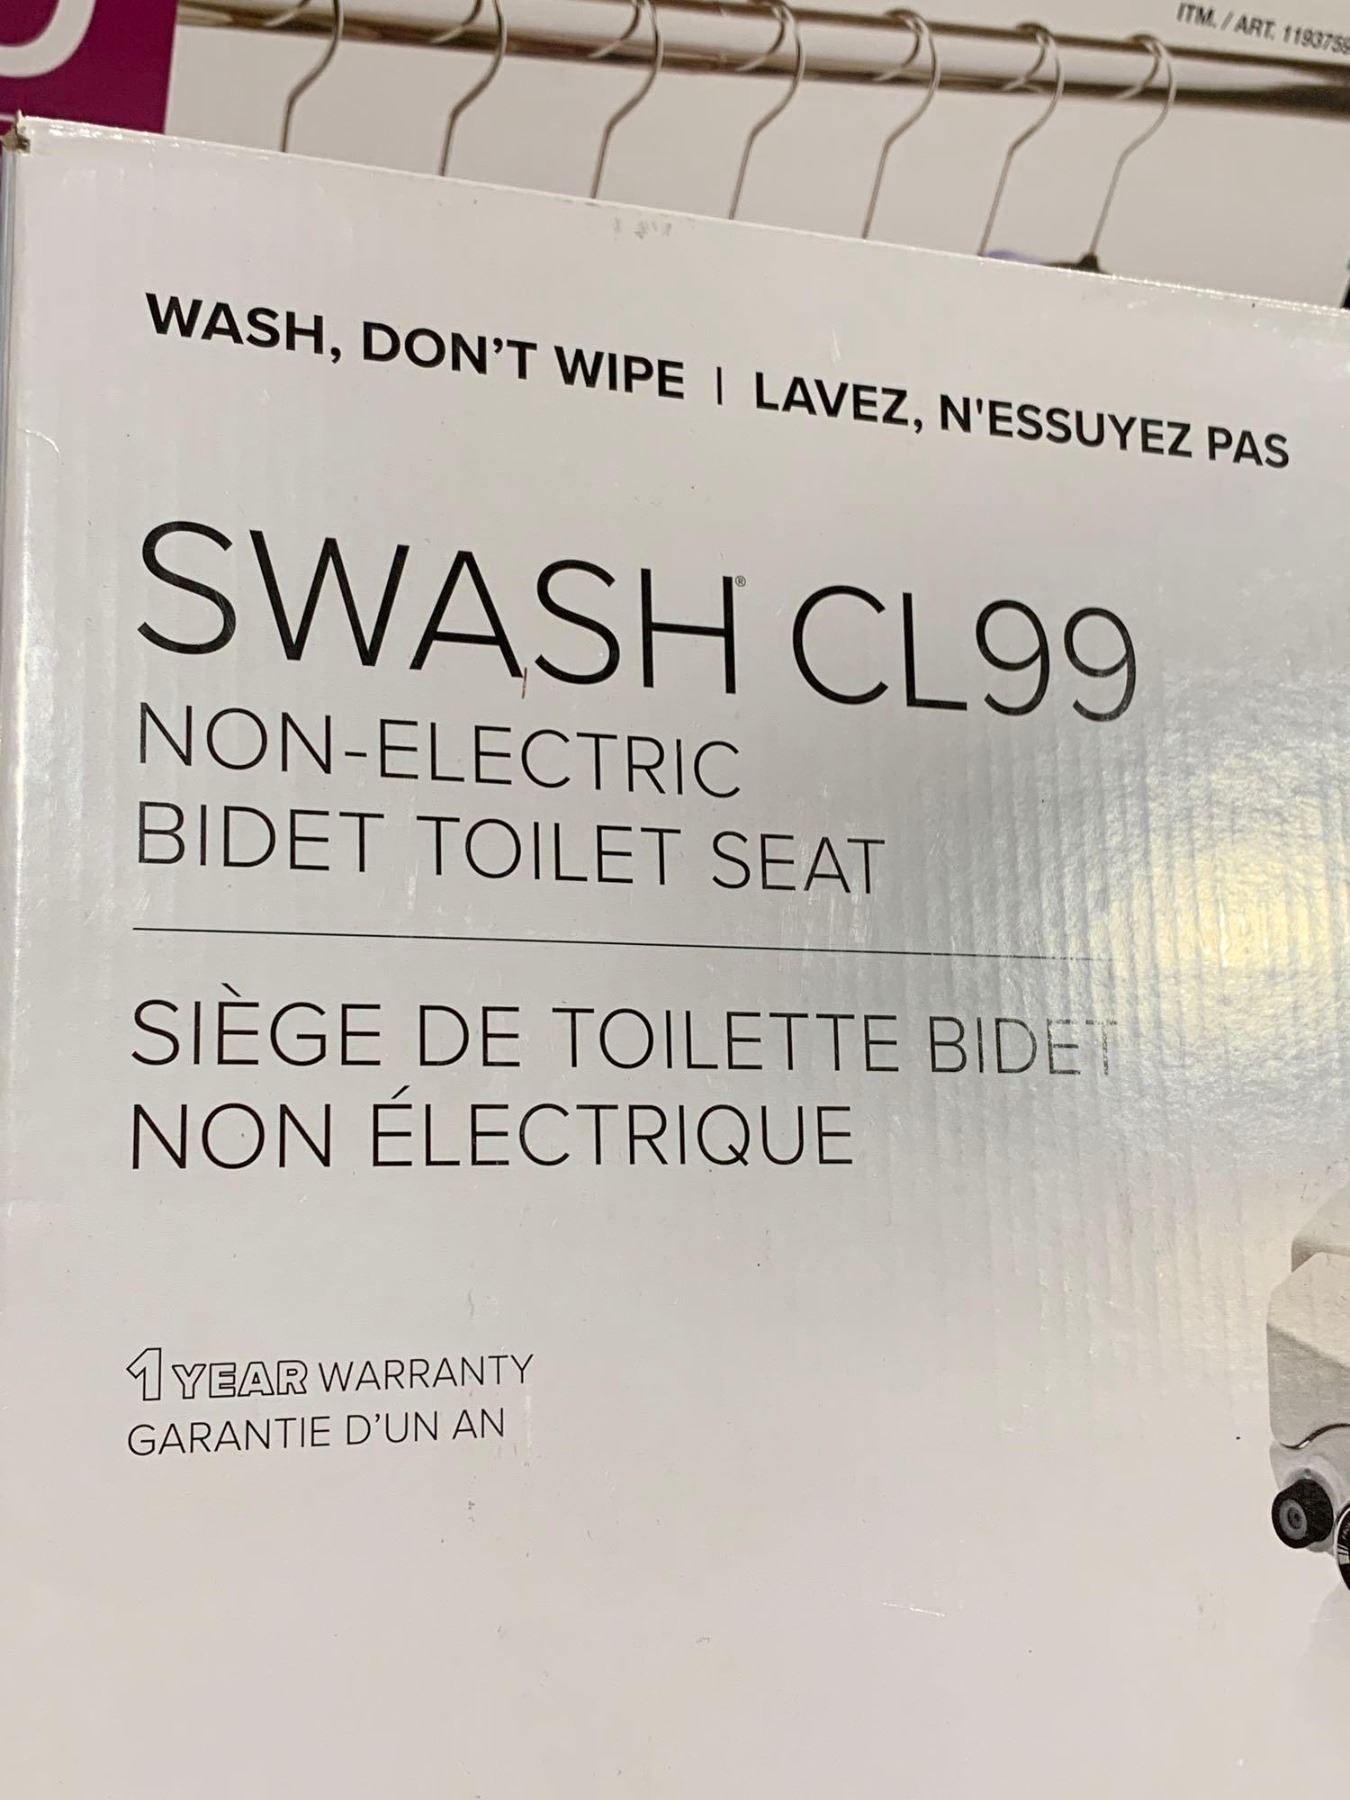 ITM. / ART. 1193759
WASH, DON'T WIPE | LAVEZ, N'ESSUYEZ PAS
SWASH® CL99
NON-ELECTRIC
BIDET TOILET SEAT
SIÈGE DE TOILETTE BIDET
NON ÉLECTRIQUE
1 YEAR WARRANTY
GARANTIE D'UN AN